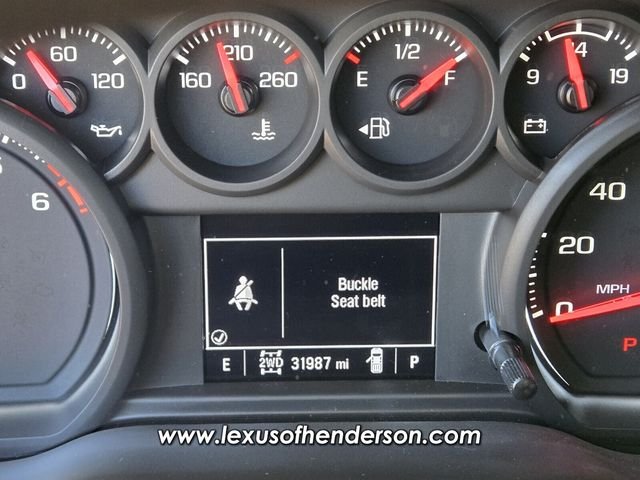 0 60 120
160 210 260
E 1/2 F
9 14 19
5 6
Buckle
Seat belt
E 2WD 31987 mi P
40
20
0 MPH
P
www.lexusofhenderson.com